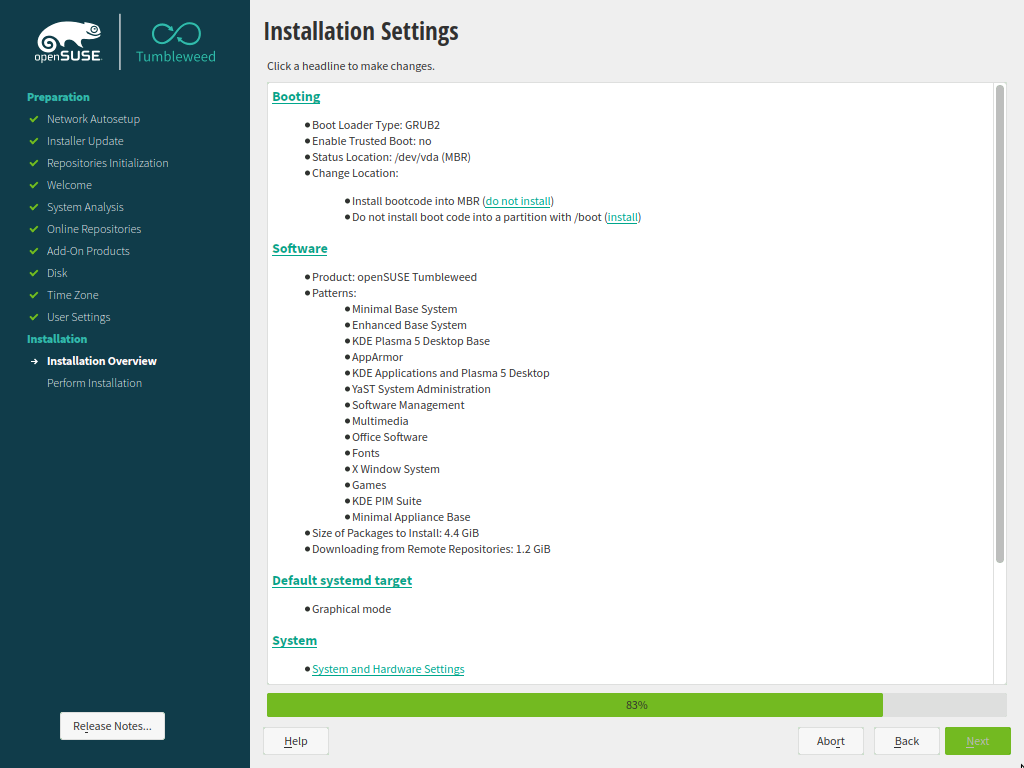 openSUSE
Tumbleweed
Preparation
Network Autosetup
Installer Update
Repositories Initialization
Welcome
System Analysis
Online Repositories
Add-On Products
Disk
Time Zone
User Settings
Installation
Installation Overview
Perform Installation
Release Notes...
Installation Settings
Click a headline to make changes.
Booting
Boot Loader Type: GRUB2
Enable Trusted Boot: no
Status Location: /dev/vda (MBR)
Change Location:
Install bootcode into MBR (do not install)
Do not install boot code into a partition with /boot (install)
Software
Product: openSUSE Tumbleweed
Patterns:
Minimal Base System
Enhanced Base System
KDE Plasma 5 Desktop Base
AppArmor
KDE Applications and Plasma 5 Desktop
YaST System Administration
Software Management
Multimedia
Office Software
Fonts
X Window System
Games
KDE PIM Suite
Minimal Appliance Base
Size of Packages to Install: 4.4 GiB
Downloading from Remote Repositories: 1.2 GiB
Default systemd target
Graphical mode
System
System and Hardware Settings
83%
Help Abort Back Next